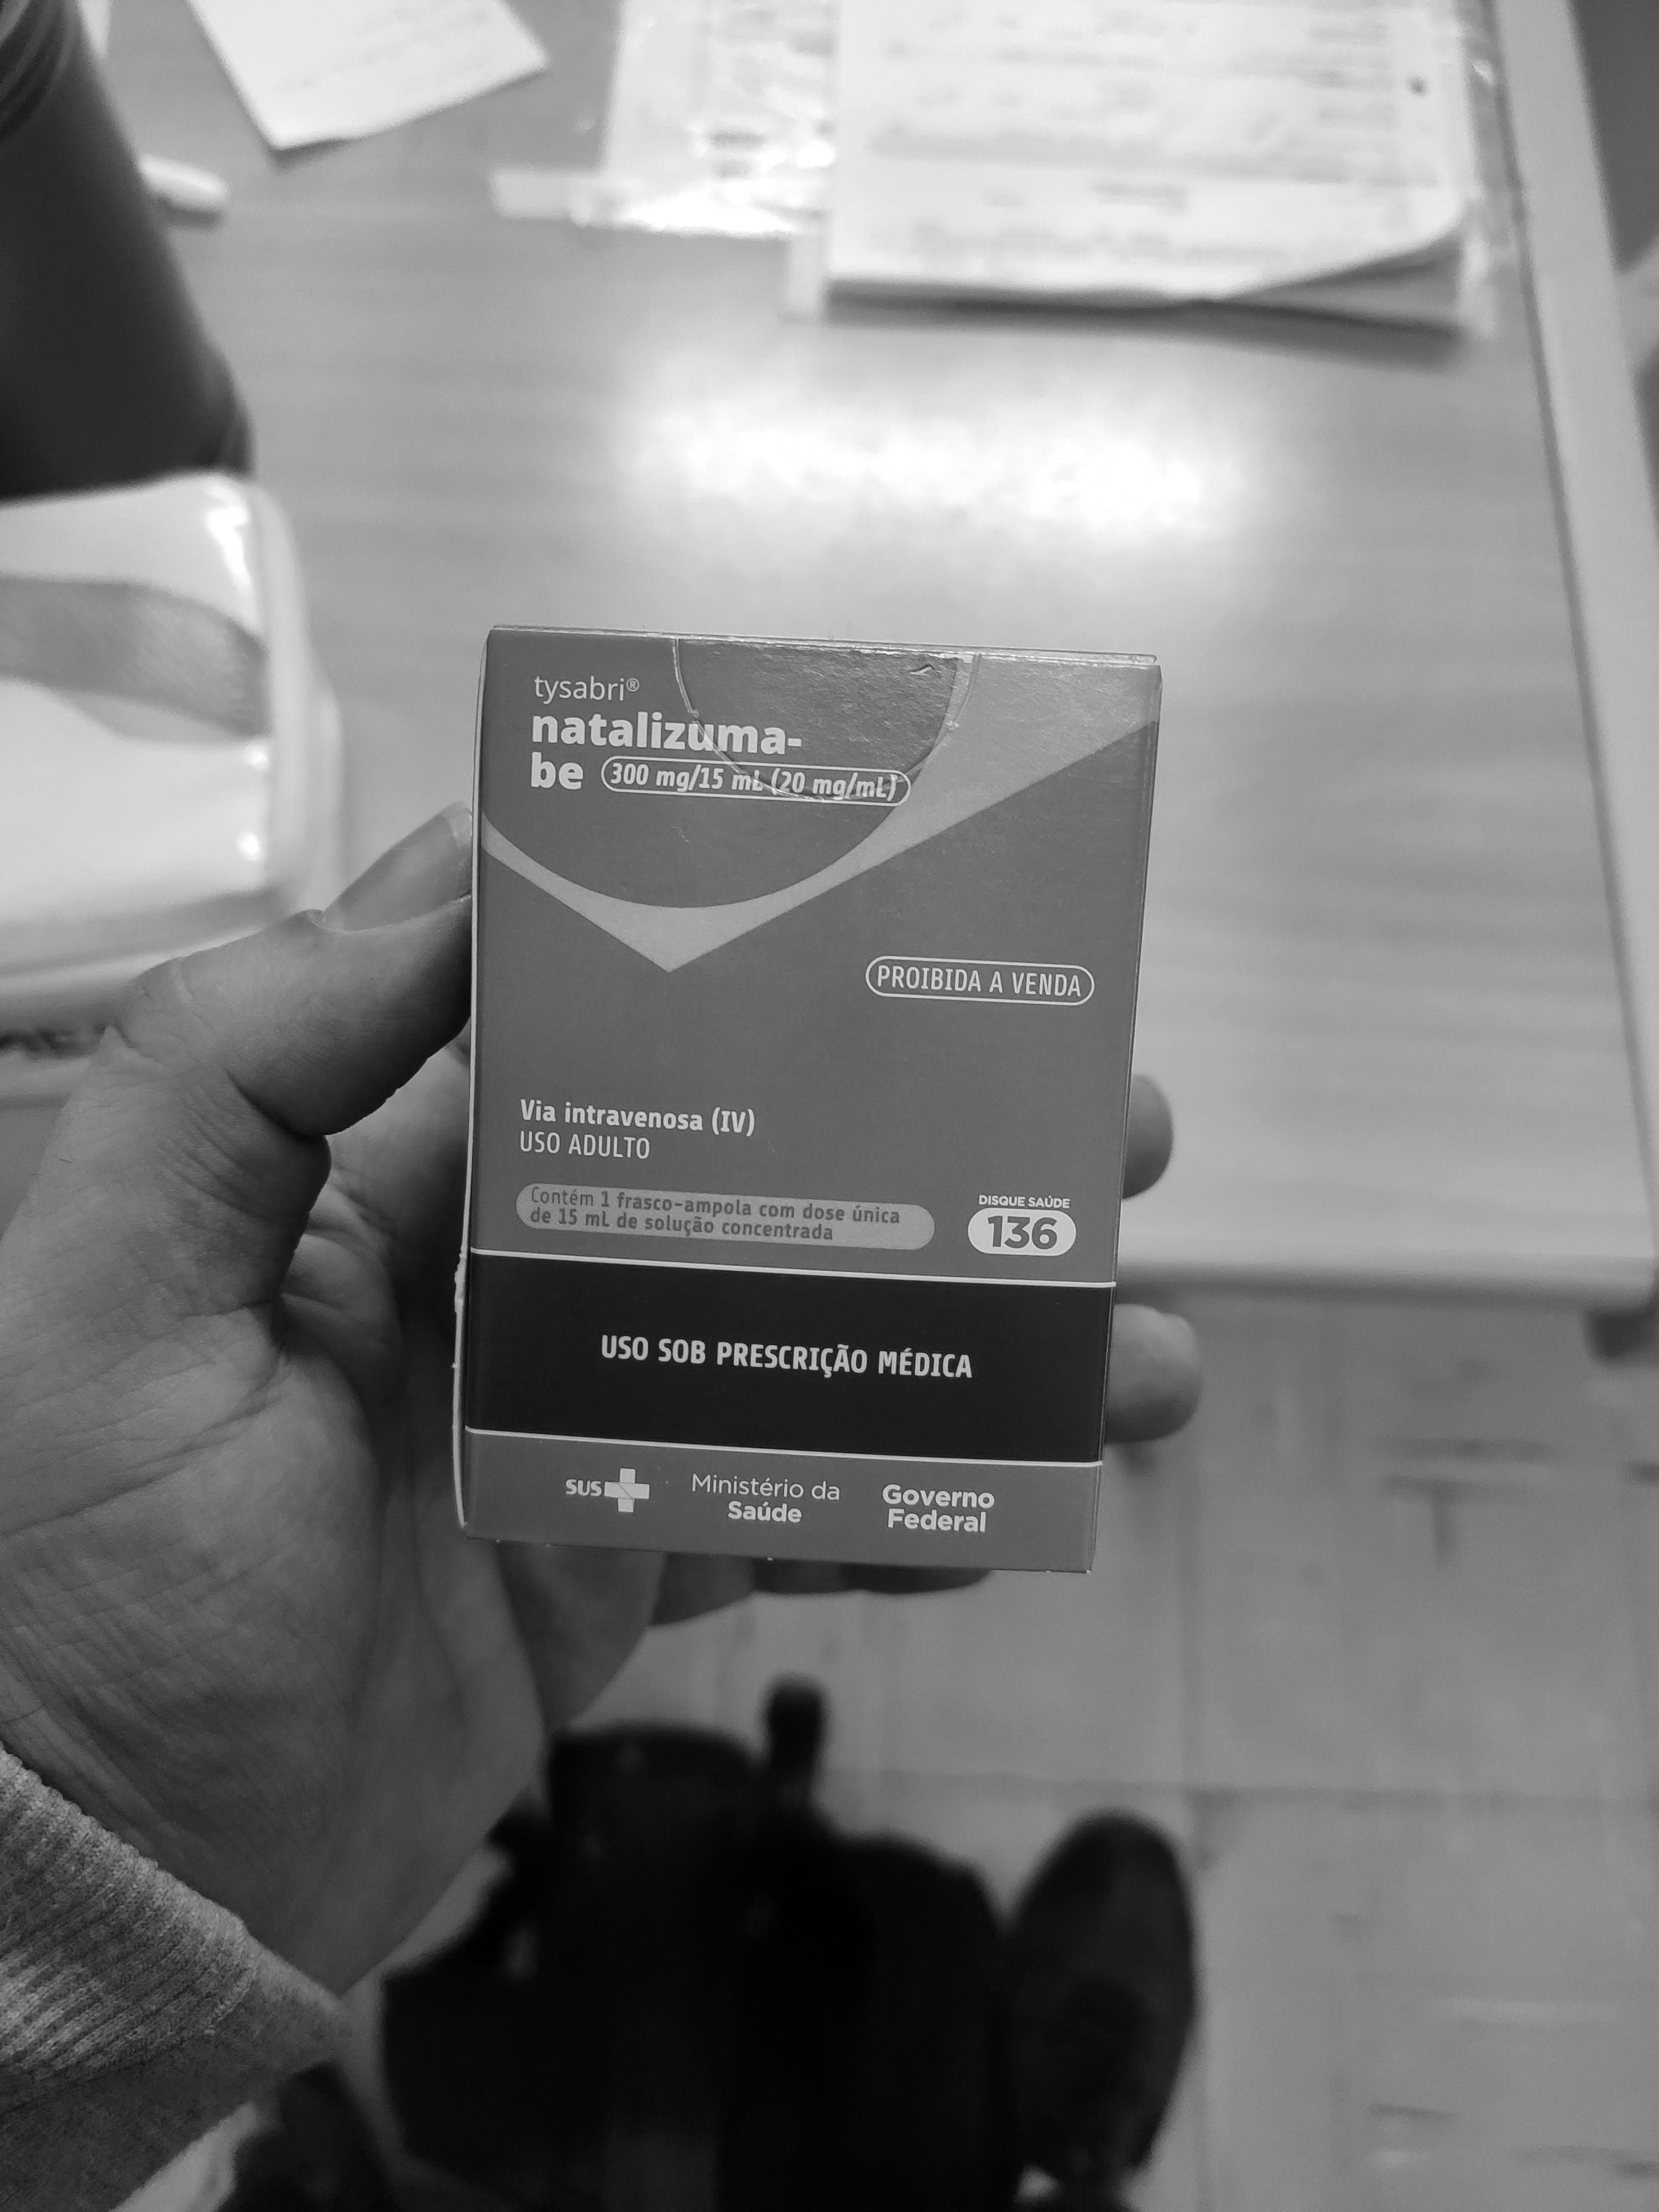 tysabri®
natalizuma-
be 300 mg/15 mL (20 mg/mL)
PROIBIDA A VENDA
Via intravenosa (IV)
USO ADULTO
Contém 1 frasco-ampola com dose única
de 15 mL de solução concentrada
DISQUE SAÚDE
136
USO SOB PRESCRIÇÃO MÉDICA
SUS
Ministério da
Saúde
Governo
Federal